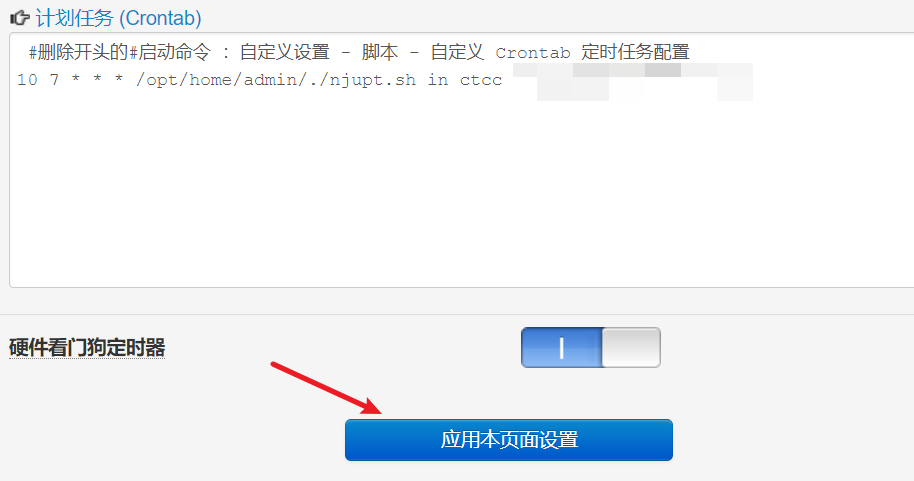 计划任务 (Crontab)
#删除开头的#启动命令 : 自定义设置 - 脚本 - 自定义 Crontab 定时任务配置
10 7 * * * /opt/home/admin/./njupt.sh in ctcc
硬件看门狗定时器
应用本页面设置